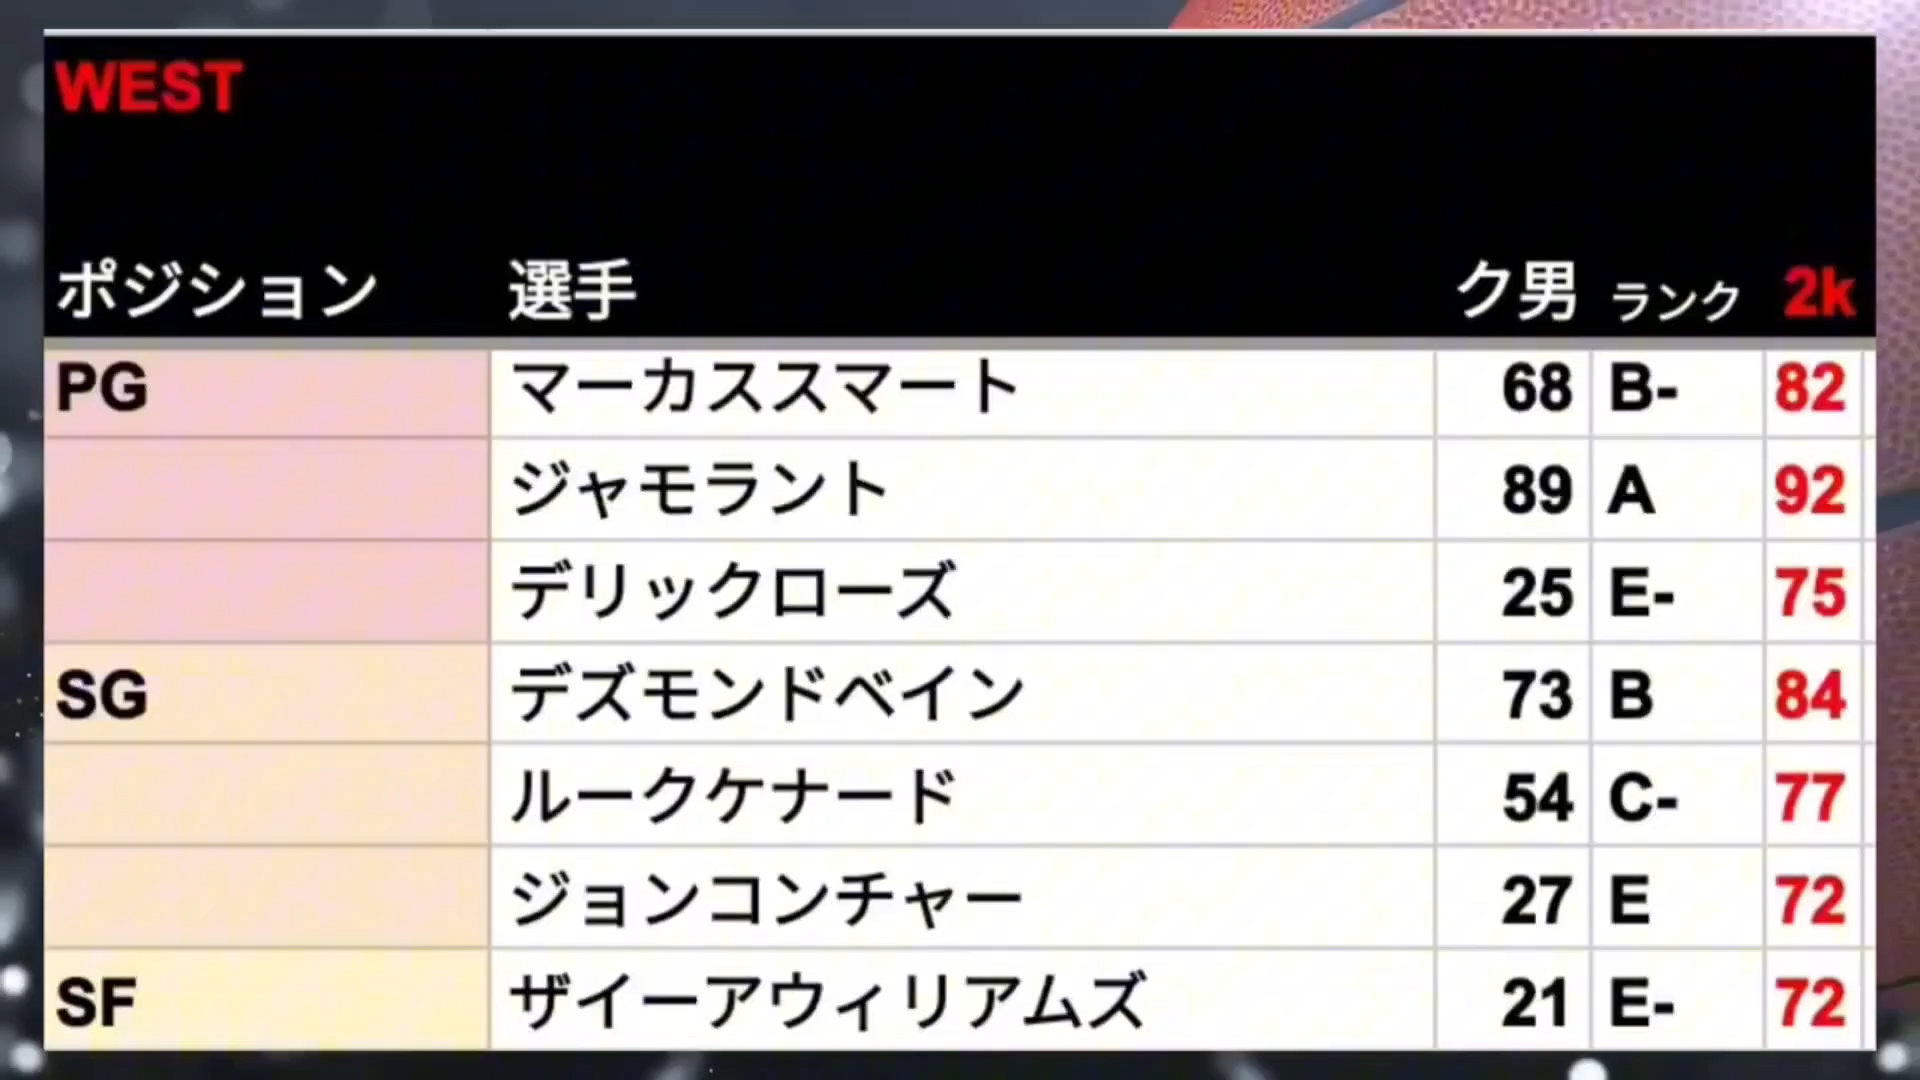 WEST
ポジション 選手 ク男 ランク 2k
PG マーカススマート 68 B- 82
ジャモラント 89 A 92
デリックローズ 25 E- 75
SG デズモンドベイン 73 B 84
ルークケナード 54 C- 77
ジョンコンチャー 27 E 72
SF ザイーアウィリアムズ 21 E- 72